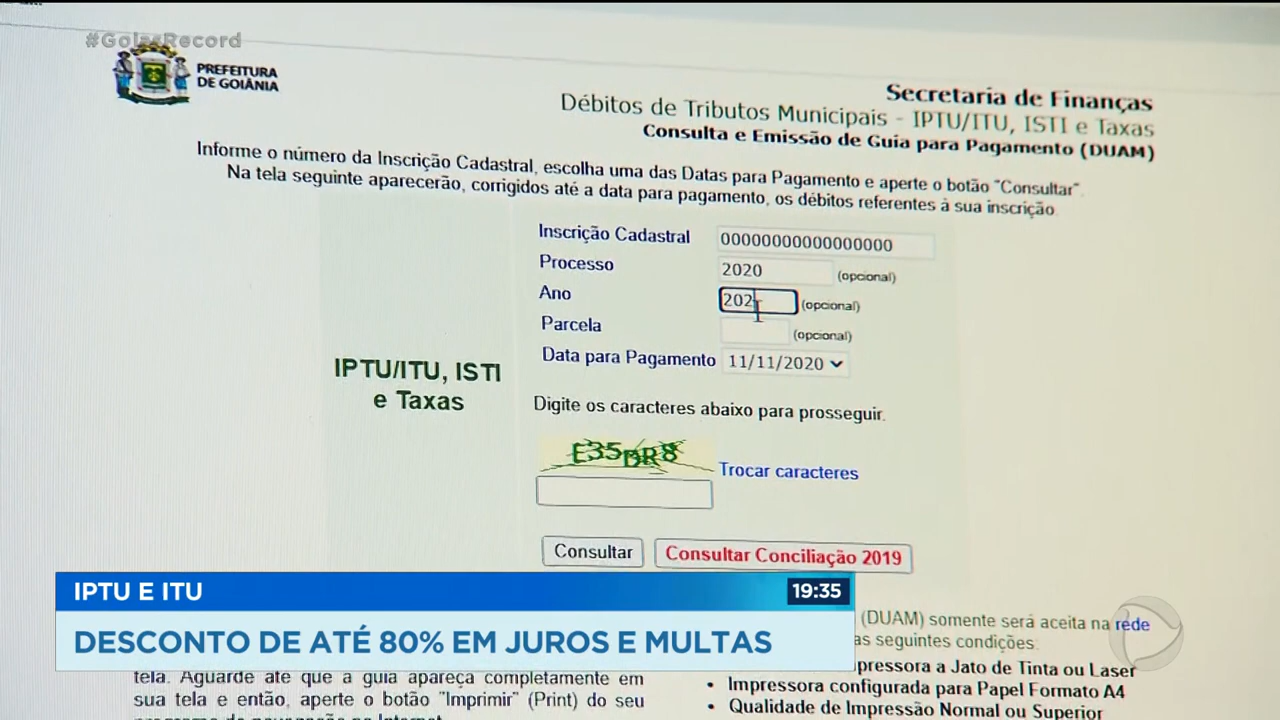 #GoiásRecord
PREFEITURA
DE GOIÂNIA
Secretaria de Finanças
Débitos de Tributos Municipais - IPTU/ITU, ISTI e Taxas
Consulta e Emissão de Guia para Pagamento (DUAM)
Informe o número da Inscrição Cadastral, escolha uma das Datas para Pagamento e aperte o botão "Consultar".
Na tela seguinte aparecerão, corrigidos até a data para pagamento, os débitos referentes à sua inscrição
Inscrição Cadastral 00000000000000000
Processo 2020 (opcional)
Ano 202 (opcional)
Parcela (opcional)
Data para Pagamento 11/11/2020
IPTU/ITU, ISTI
e Taxas
Digite os caracteres abaixo para prosseguir.
E35DR8
Trocar caracteres
Consultar Consultar Conciliação 2019
IPTU E ITU 19:35
DESCONTO DE ATÉ 80% EM JUROS E MULTAS
(DUAM) somente será aceita na rede
as seguintes condições:
pressora a Jato de Tinta ou Laser
• Impressora configurada para Papel Formato A4
• Qualidade de Impressão Normal ou Superior
tela. Aguarde até que a guia apareça completamente em
sua tela e então, aperte o botão "Imprimir" (Print) do seu